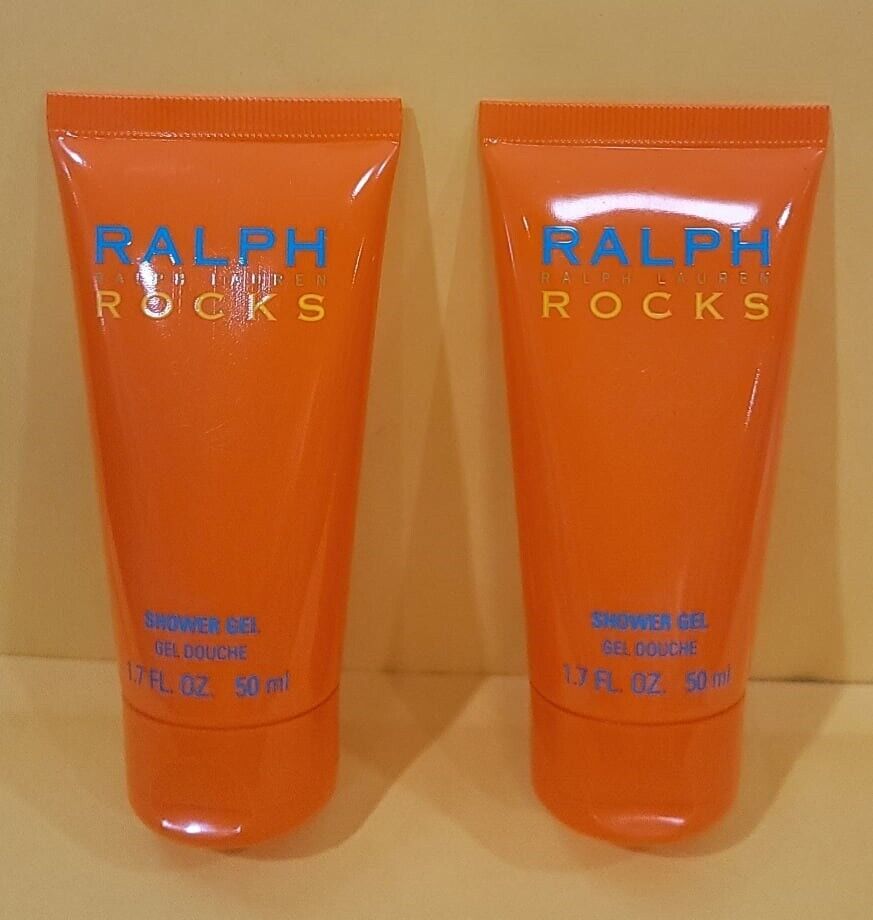 RALPH
RALPH LAUREN
ROCKS
SHOWER GEL
GEL DOUCHE
1.7 FL. OZ. 50 ml
RALPH
RALPH LAUREN
ROCKS
SHOWER GEL
GEL DOUCHE
1.7 FL. OZ. 50 ml